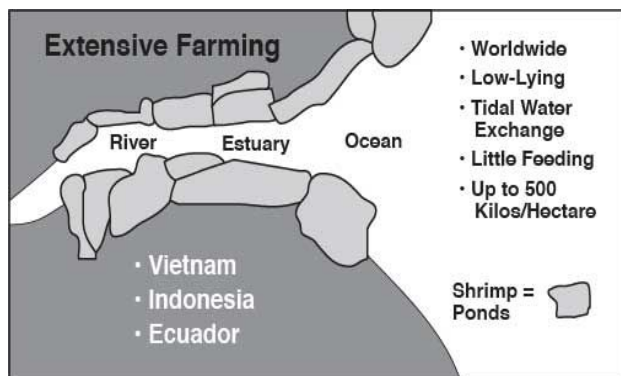 Extensive Farming
River
Estuary
Ocean
· Worldwide
· Low-Lying
· Tidal Water
Exchange
· Little Feeding
· Up to 500
Kilos/Hectare
· Vietnam
· Indonesia
· Ecuador
Shrimp =
Ponds